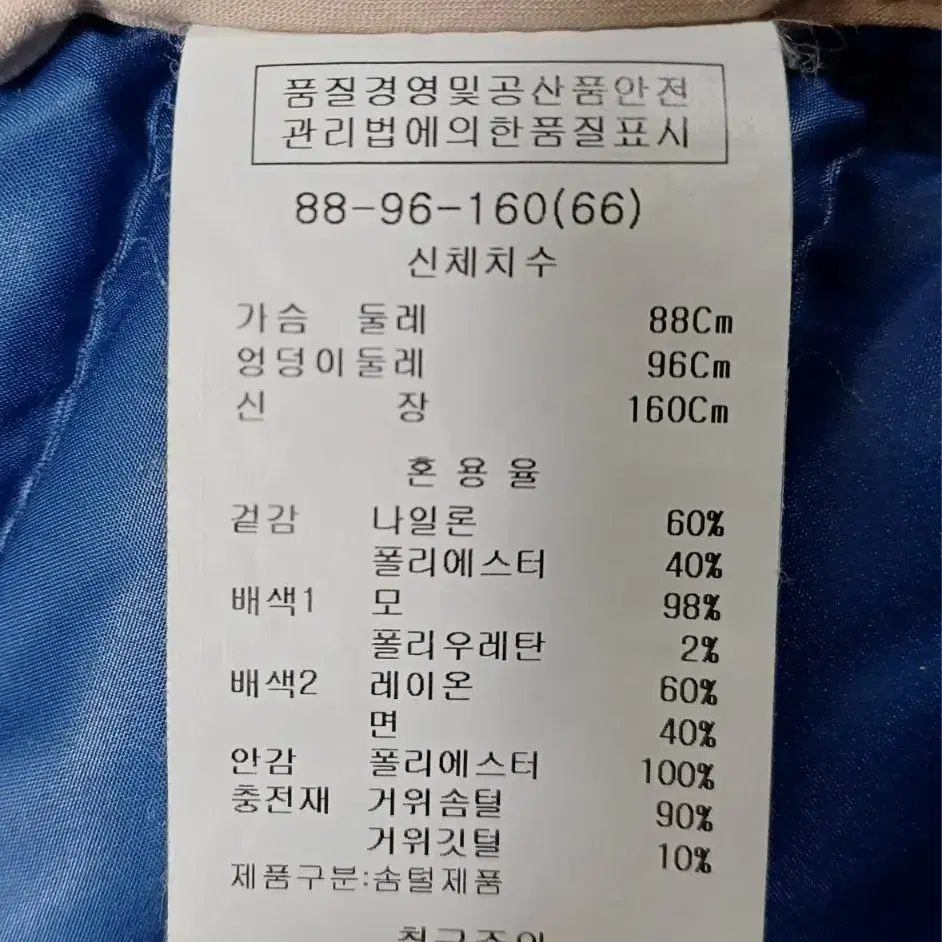 품질경영및공산품안전
관리법에의한품질표시
88-96-160(66)
신체치수
가슴 둘레 88Cm
엉덩이둘레 96Cm
신 장 160Cm
혼 용 율
겉감 나일론 60%
폴리에스터 40%
배색1 모 98%
폴리우레탄 2%
배색2 레이온 60%
면 40%
안감 폴리에스터 100%
충전재 거위솜털 90%
거위깃털 10%
제품구분:솜털제품